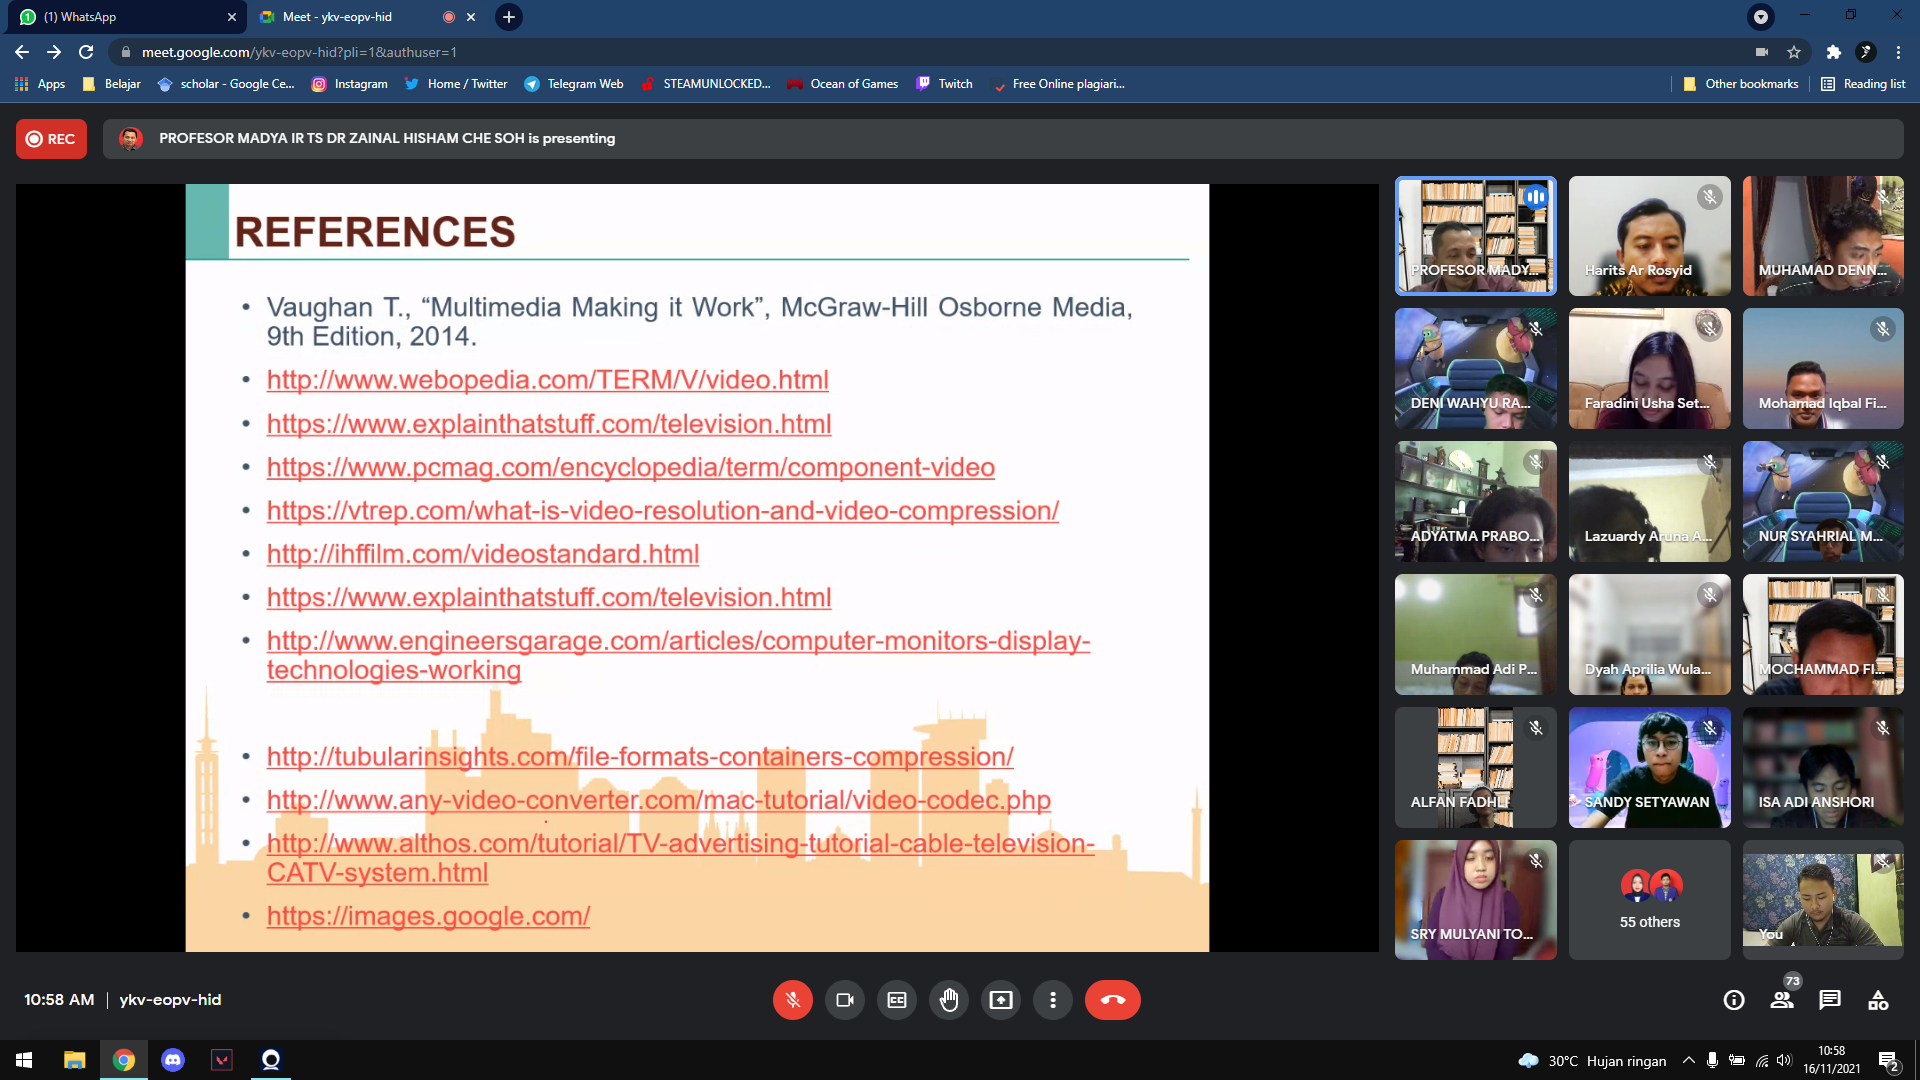 (1) WhatsApp
Meet - ykv-eopv-hid
meet.google.com/ykv-eopv-hid?pli=1&authuser=1
Apps
Belajar
scholar - Google Ce...
Instagram
Home / Twitter
Telegram Web
STEAMUNLOCKED...
Ocean of Games
Twitch
Free Online plagiari...
Other bookmarks
Reading list
REC
PROFESOR MADYA IR TS DR ZAINAL HISHAM CHE SOH is presenting
REFERENCES
• Vaughan T., “Multimedia Making it Work”, McGraw-Hill Osborne Media,
9th Edition, 2014.
• http://www.webopedia.com/TERM/V/video.html
• https://www.explainthatstuff.com/television.html
• https://www.pcmag.com/encyclopedia/term/component-video
• https://vtrep.com/what-is-video-resolution-and-video-compression/
• http://ihffilm.com/videostandard.html
• https://www.explainthatstuff.com/television.html
• http://www.engineersgarage.com/articles/computer-monitors-display-
technologies-working
• http://tubularinsights.com/file-formats-containers-compression/
• http://www.any-video-converter.com/mac-tutorial/video-codec.php
• http://www.althos.com/tutorial/TV-advertising-tutorial-cable-television-
CATV-system.html
• https://images.google.com/
PROFESOR MADY...
Harits Ar Rosyid
MUHAMAD DENN...
DENI WAHYU RA...
Faradini Usha Set...
Mohamad Iqbal Fi...
ADYATMA PRABO...
Lazuardy Aruna A...
NUR SYAHRIAL M...
Muhammad Adi P...
Dyah Aprilia Wula...
MOCHAMMAD FI...
ALFAN FADHLI
SANDY SETYAWAN
ISA ADI ANSHORI
SRY MULYANI TO...
55 others
You
10:58 AM | ykv-eopv-hid
73
30°C Hujan ringan
10:58
16/11/2021
2